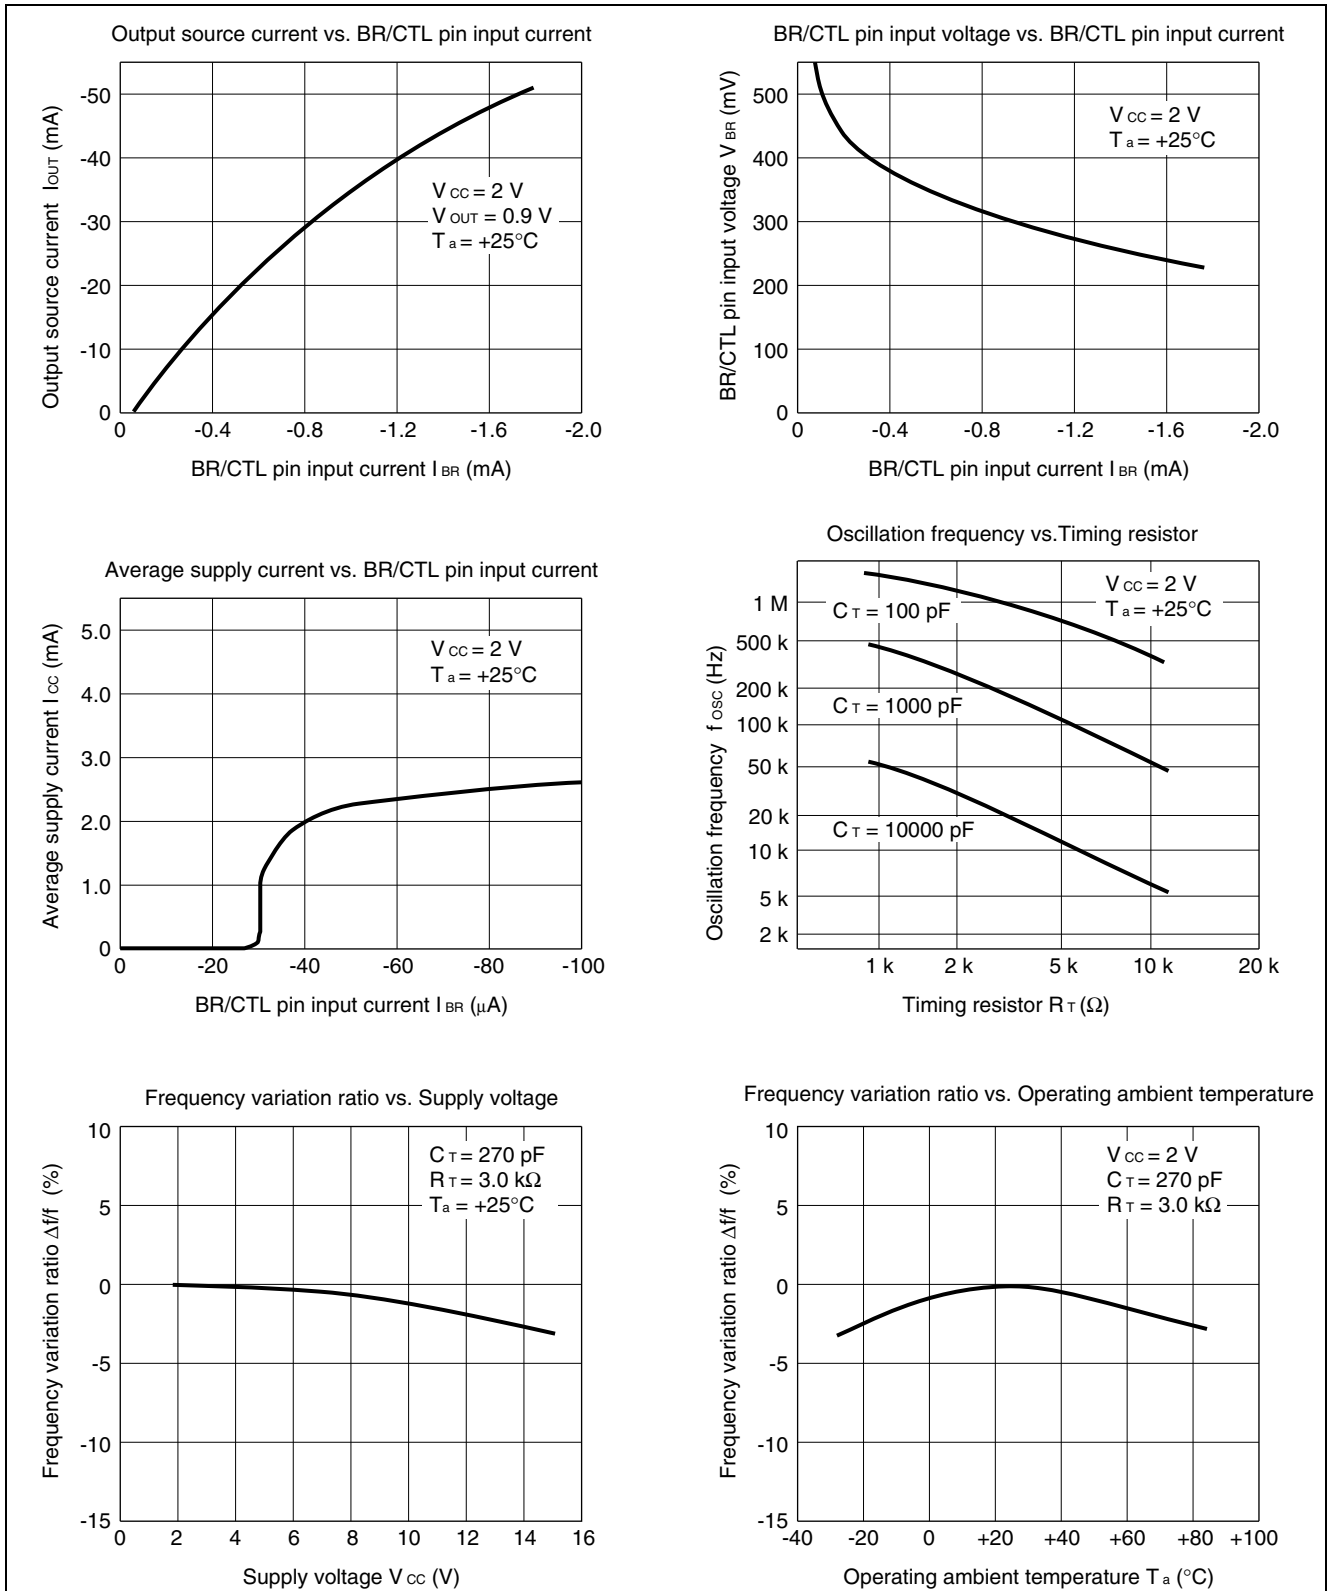 Output source current vs. BR/CTL pin input current
Output source current IOUT (mA)
-50
-40
-30
-20
-10
0
VCC = 2 V
VOUT = 0.9 V
Ta = +25°C
0 -0.4 -0.8 -1.2 -1.6 -2.0
BR/CTL pin input current IBR (mA)
BR/CTL pin input voltage vs. BR/CTL pin input current
BR/CTL pin input voltage VBR (mV)
500
400
300
200
100
0
VCC = 2 V
Ta = +25°C
0 -0.4 -0.8 -1.2 -1.6 -2.0
BR/CTL pin input current IBR (mA)
Average supply current vs. BR/CTL pin input current
Average supply current ICC (mA)
5.0
4.0
3.0
2.0
1.0
0
VCC = 2 V
Ta = +25°C
0 -20 -40 -60 -80 -100
BR/CTL pin input current IBR (μA)
Oscillation frequency vs.Timing resistor
Oscillation frequency fOSC (Hz)
1 M
500 k
200 k
100 k
50 k
20 k
10 k
5 k
2 k
VCC = 2 V
Ta = +25°C
CT = 100 pF
CT = 1000 pF
CT = 10000 pF
1 k 2 k 5 k 10 k 20 k
Timing resistor RT (Ω)
Frequency variation ratio vs. Supply voltage
Frequency variation ratio Δf/f (%)
10
5
0
-5
-10
-15
CT = 270 pF
RT = 3.0 kΩ
Ta = +25°C
0 2 4 6 8 10 12 14 16
Supply voltage VCC (V)
Frequency variation ratio vs. Operating ambient temperature
Frequency variation ratio Δf/f (%)
10
5
0
-5
-10
-15
VCC = 2 V
CT = 270 pF
RT = 3.0 kΩ
-40 -20 0 +20 +40 +60 +80 +100
Operating ambient temperature Ta (°C)